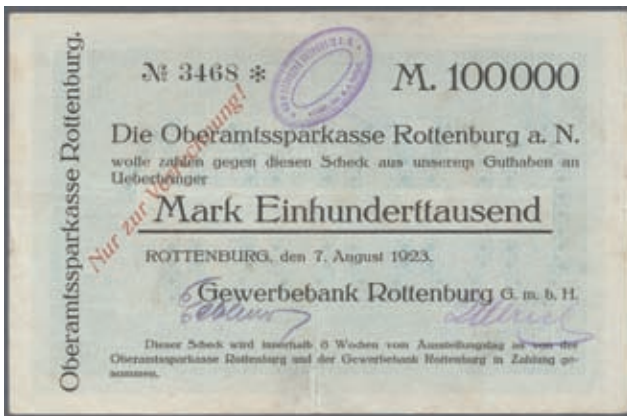 Oberamtssparkasse Rottenburg.
№ 3468 *
M. 100000
Nur zur Verrechnung!
Die Oberamtssparkasse Rottenburg a. N.
wolle zahlen gegen diesen Scheck aus unserem Guthaben an
Ueberbringer
Mark Einhunderttausend
ROTTENBURG, den 7. August 1923.
Gewerbebank Rottenburg G. m. b. H.
Dieser Scheck wird innerhalb 6 Wochen vom Ausstellungstag an von der
Oberamtssparkasse Rottenburg und der Gewerbebank Rottenburg in Zahlung ge-
nommen.